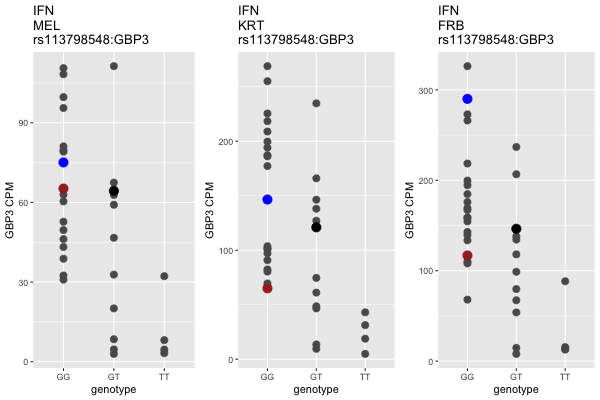 IFN
MEL
rs113798548:GBP3
GBP3 CPM
90
60
30
0
GG GT TT
genotype
IFN
KRT
rs113798548:GBP3
GBP3 CPM
200
100
0
GG GT TT
genotype
IFN
FRB
rs113798548:GBP3
GBP3 CPM
300
200
100
0
GG GT TT
genotype